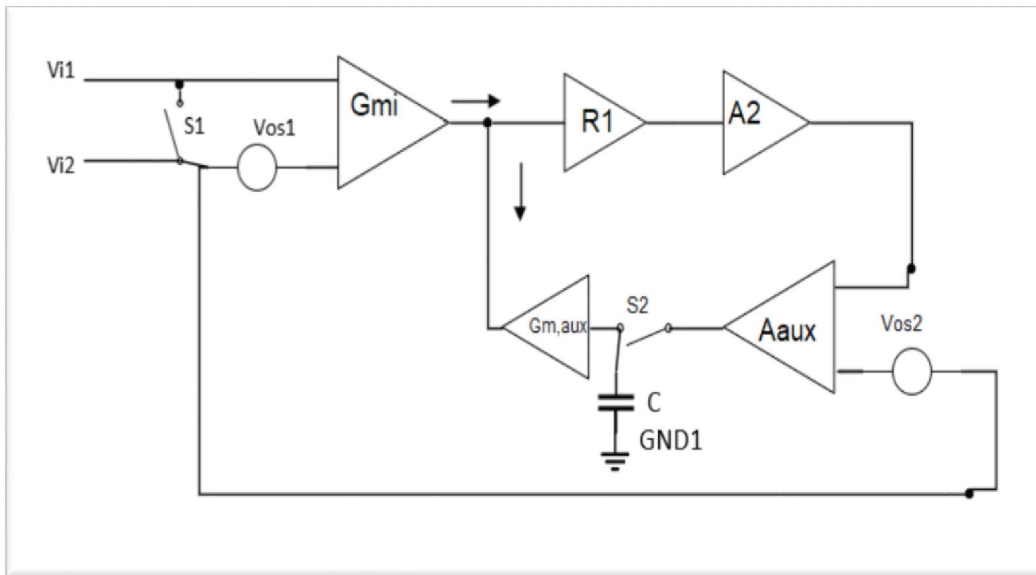 Vi1
Gmi
S1
Vos1
R1
A2
Vi2
Gm,aux
S2
Aaux
Vos2
C
GND1